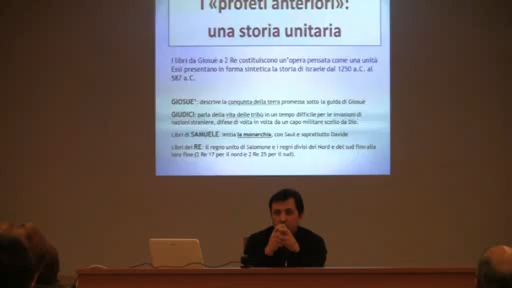 I «profeti anteriori»:
una storia unitaria
I libri da Giosuè a 2 Re costituiscono un'opera pensata come una unità
Essi presentano in forma sintetica la storia di Israele dal 1250 a.C. al
587 a.C.
GIOSUE': descrive la conquista della terra promessa sotto la guida di Giosuè
GIUDICI: parla della vita delle tribù in un tempo difficile per le invasioni di
nazioni straniere, difese di volta in volta da un capo militare scelto da Dio.
Libri di SAMUELE: inizia la monarchia, con Saul e soprattutto Davide
Libri dei RE: il regno unito di Salomone e i regni divisi del Nord e del sud fino alla
loro fine (2 Re 17 per il nord e 2 Re 25 per il sud).